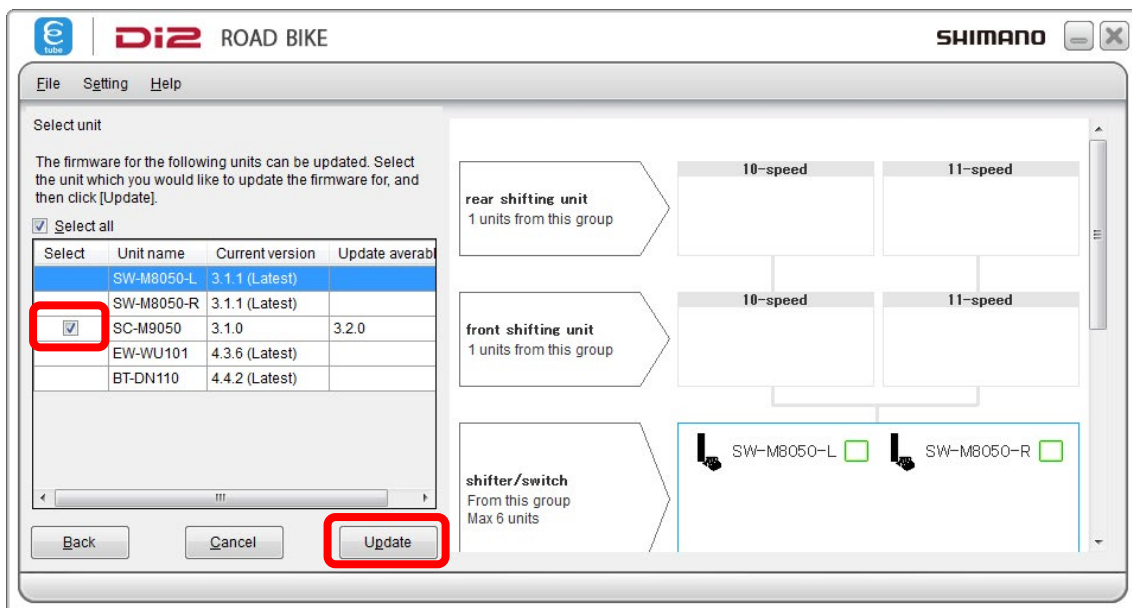 e tube Di2 ROAD BIKE SHIMANO
File Setting Help
Select unit
The firmware for the following units can be updated. Select
the unit which you would like to update the firmware for, and
then click [Update].
Select all
Select Unit name Current version Update averabl
SW-M8050-L 3.1.1 (Latest)
SW-M8050-R 3.1.1 (Latest)
SC-M9050 3.1.0 3.2.0
EW-WU101 4.3.6 (Latest)
BT-DN110 4.4.2 (Latest)
Back Cancel Update
10-speed 11-speed
rear shifting unit
1 units from this group
10-speed 11-speed
front shifting unit
1 units from this group
SW-M8050-L SW-M8050-R
shifter/switch
From this group
Max 6 units